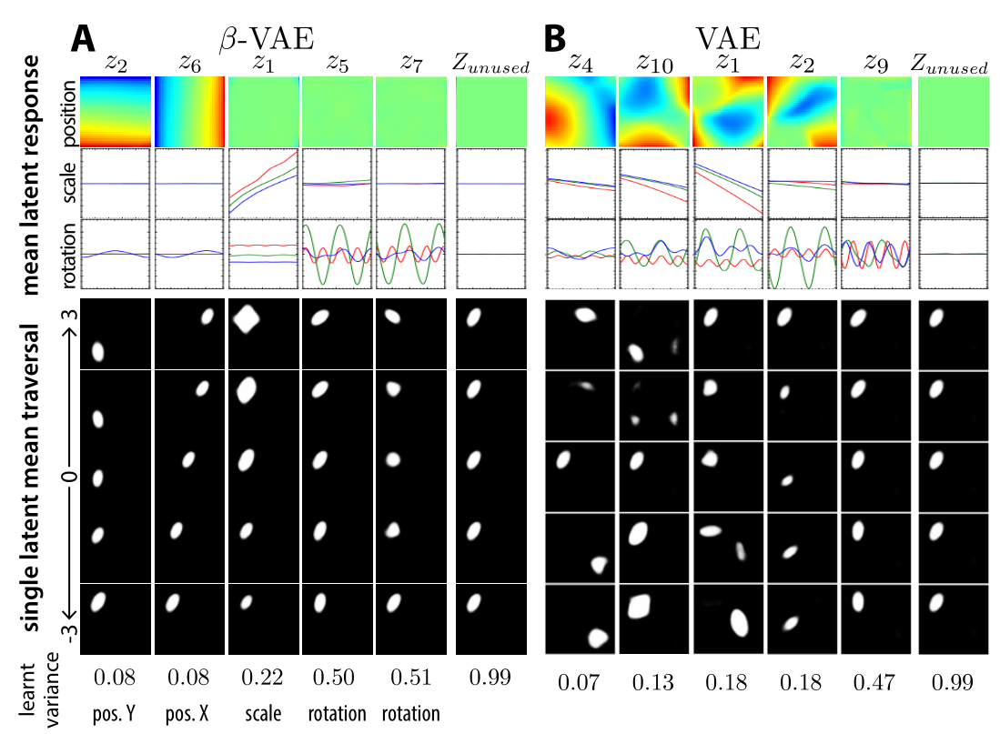 A
β-VAE
z2 z6 z1 z5 z7 Zunused
B
VAE
z4 z10 z1 z2 z9 Zunused
mean latent response
position
scale
rotation
single latent mean traversal
3
0
-3
learnt
variance
0.08 0.08 0.22 0.50 0.51 0.99
0.07 0.13 0.18 0.18 0.47 0.99
pos. Y pos. X scale rotation rotation